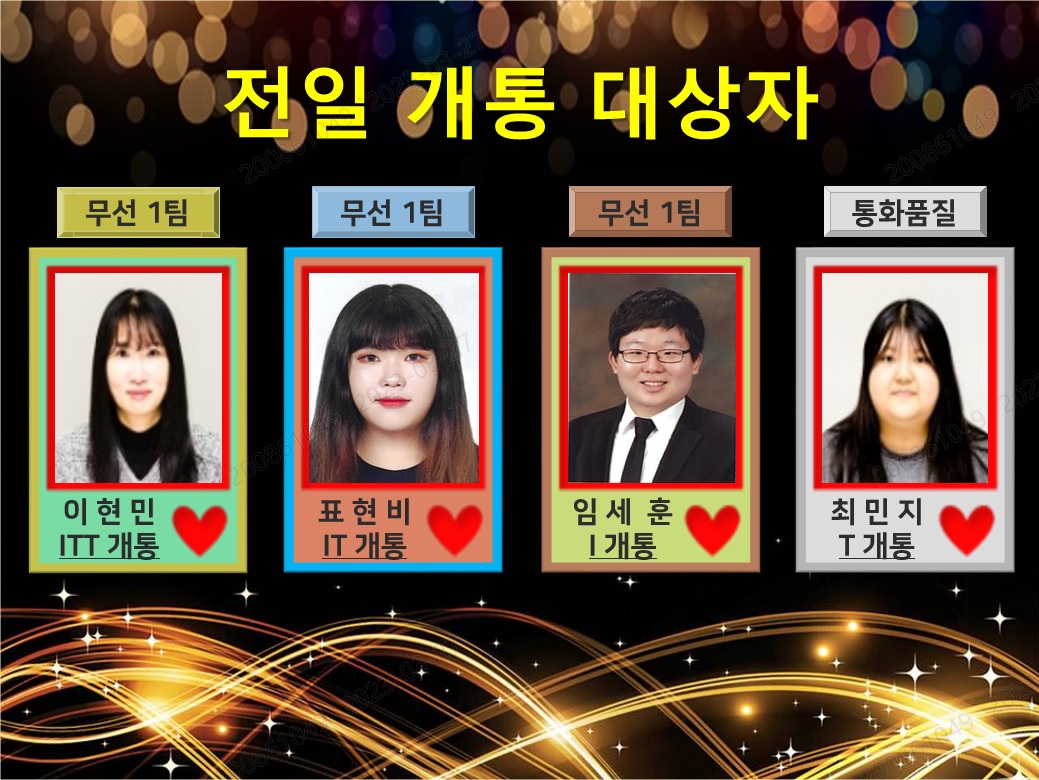 전일 개통 대상자
무선 1팀
무선 1팀
무선 1팀
통화품질
이 현 민
ITT 개통
표 현 비
IT 개통
임 세 훈
I 개통
최 민 지
T 개통